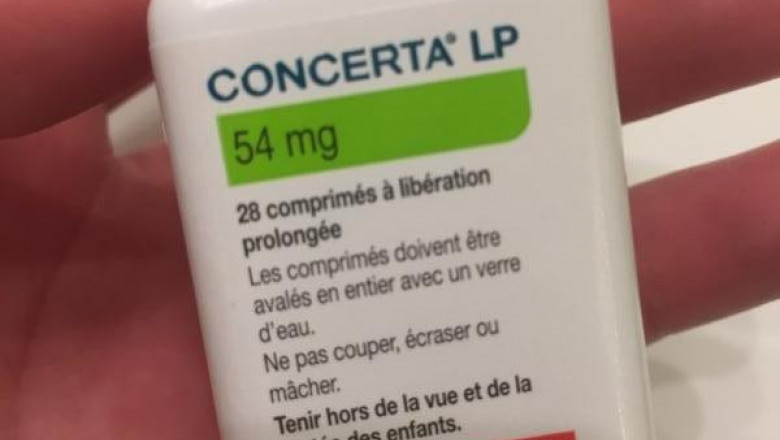 CONCERTA® LP
54 mg
28 comprimés à libération
prolongée
Les comprimés doivent être
avalés en entier avec un verre
d'eau.
Ne pas couper, écraser ou
mâcher.
Tenir hors de la vue et de la
des enfants.